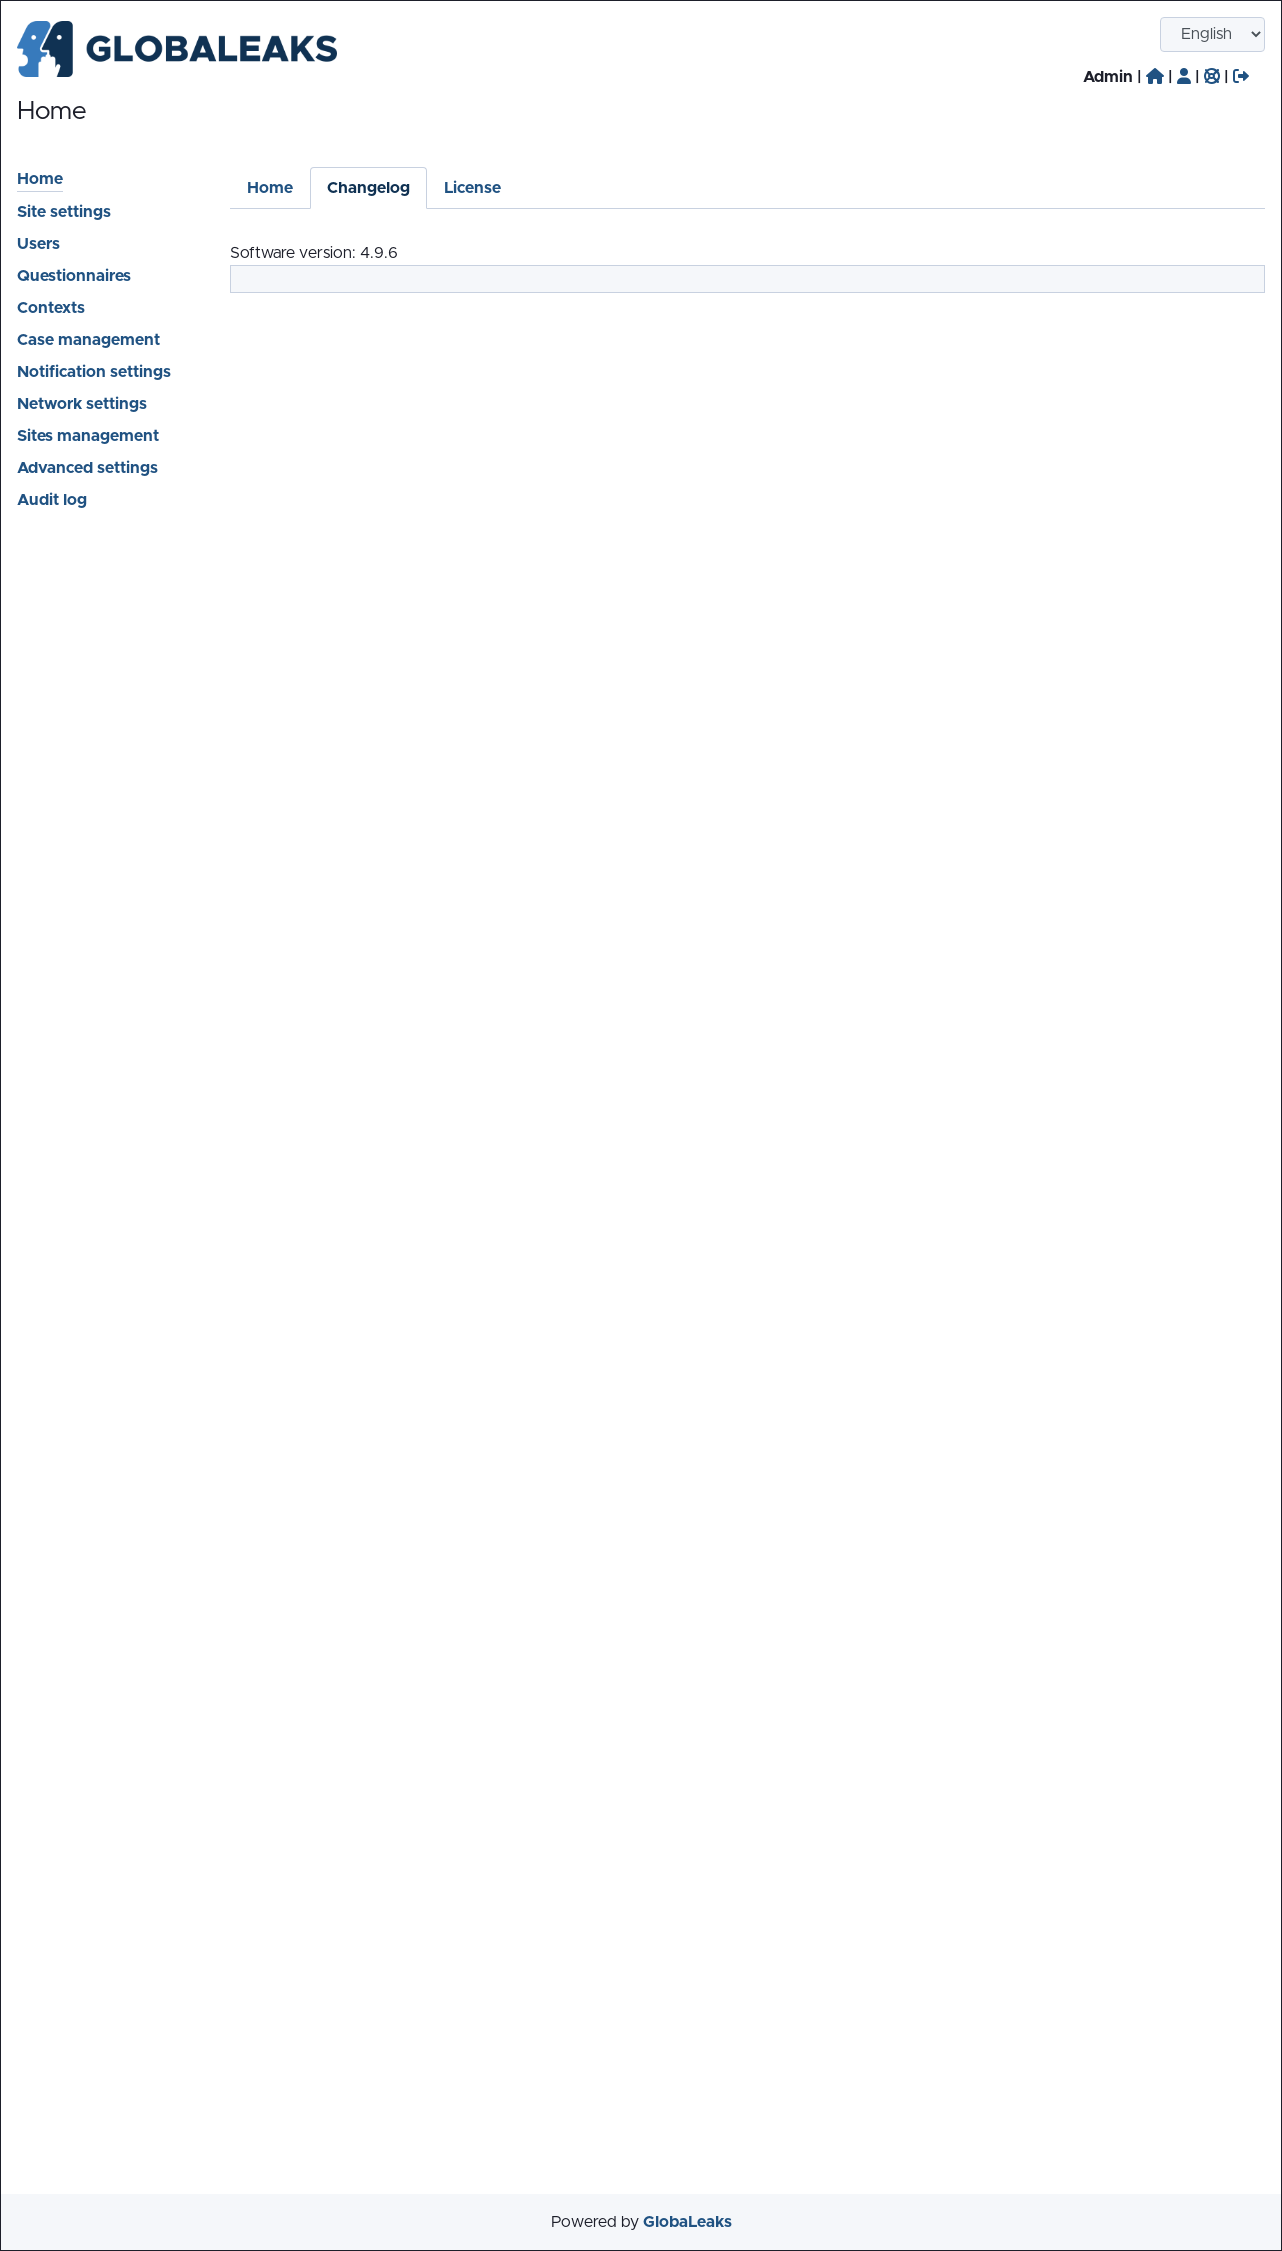 GLOBALEAKS
English
Admin | | | |
Home
Home
Site settings
Users
Questionnaires
Contexts
Case management
Notification settings
Network settings
Sites management
Advanced settings
Audit log
Home Changelog License
Software version: 4.9.6
Powered by GlobaLeaks